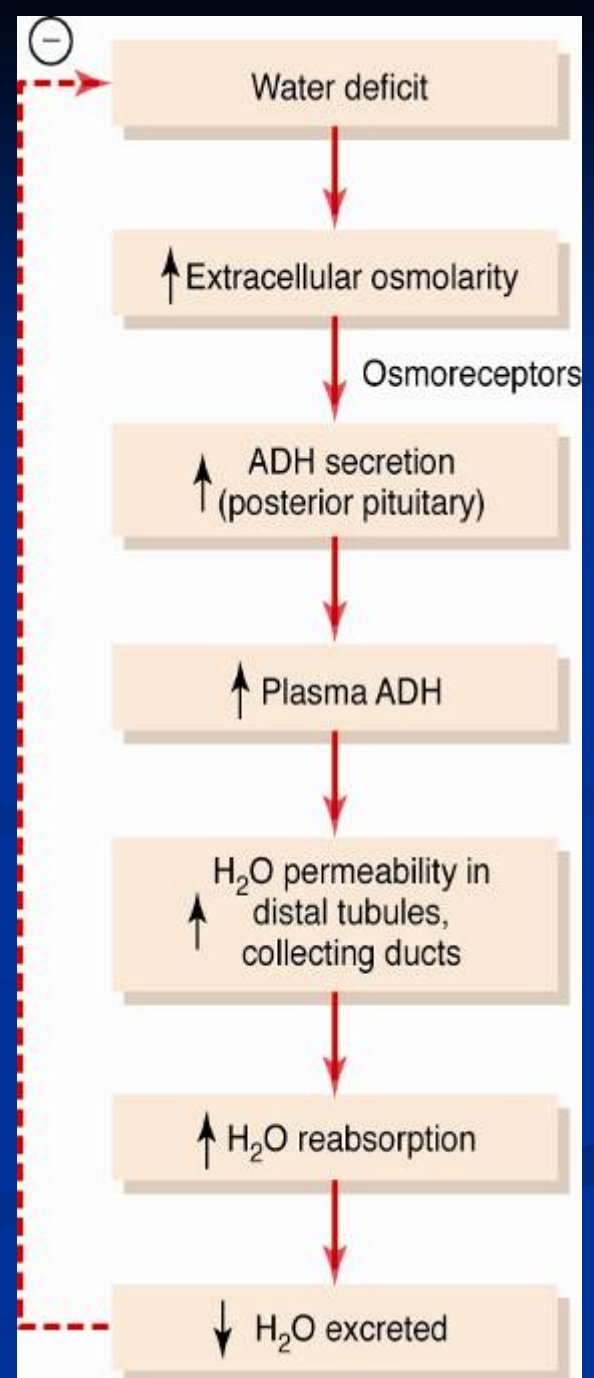 −
Water deficit
↑ Extracellular osmolarity
Osmoreceptors
↑ ADH secretion
(posterior pituitary)
↑ Plasma ADH
H₂O permeability in
↑ distal tubules,
collecting ducts
↑ H₂O reabsorption
↓ H₂O excreted